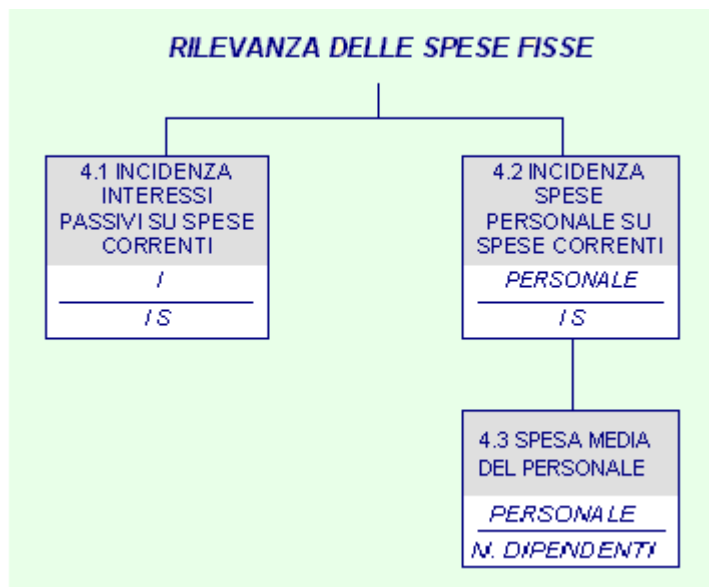 RILEVANZA DELLE SPESE FISSE
4.1 INCIDENZA
INTERESSI
PASSIVI SU SPESE
CORRENTI
I
I S
4.2 INCIDENZA
SPESE
PERSONALE SU
SPESE CORRENTI
PERSONALE
I S
4.3 SPESA MEDIA
DEL PERSONALE
PERSONALE
N. DIPENDENTI